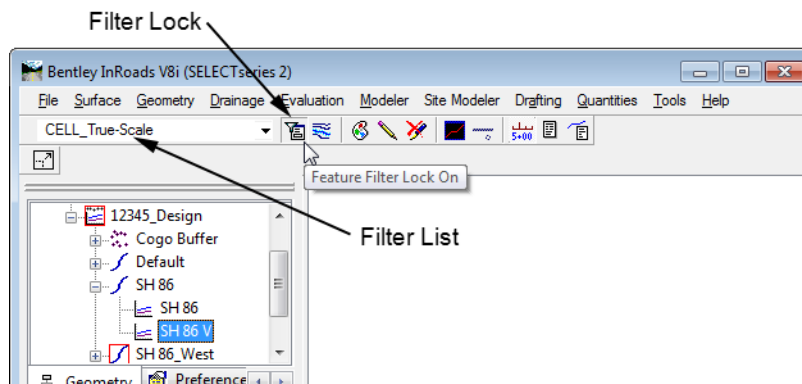 Filter Lock
Bentley InRoads V8i (SELECTseries 2)
File Surface Geometry Drainage Evaluation Modeler Site Modeler Drafting Quantities Tools Help
CELL_True-Scale
5+00
Feature Filter Lock On
12345_Design
Cogo Buffer
Filter List
Default
SH 86
SH 86
SH 86 V
SH 86_West
Geometry Preference